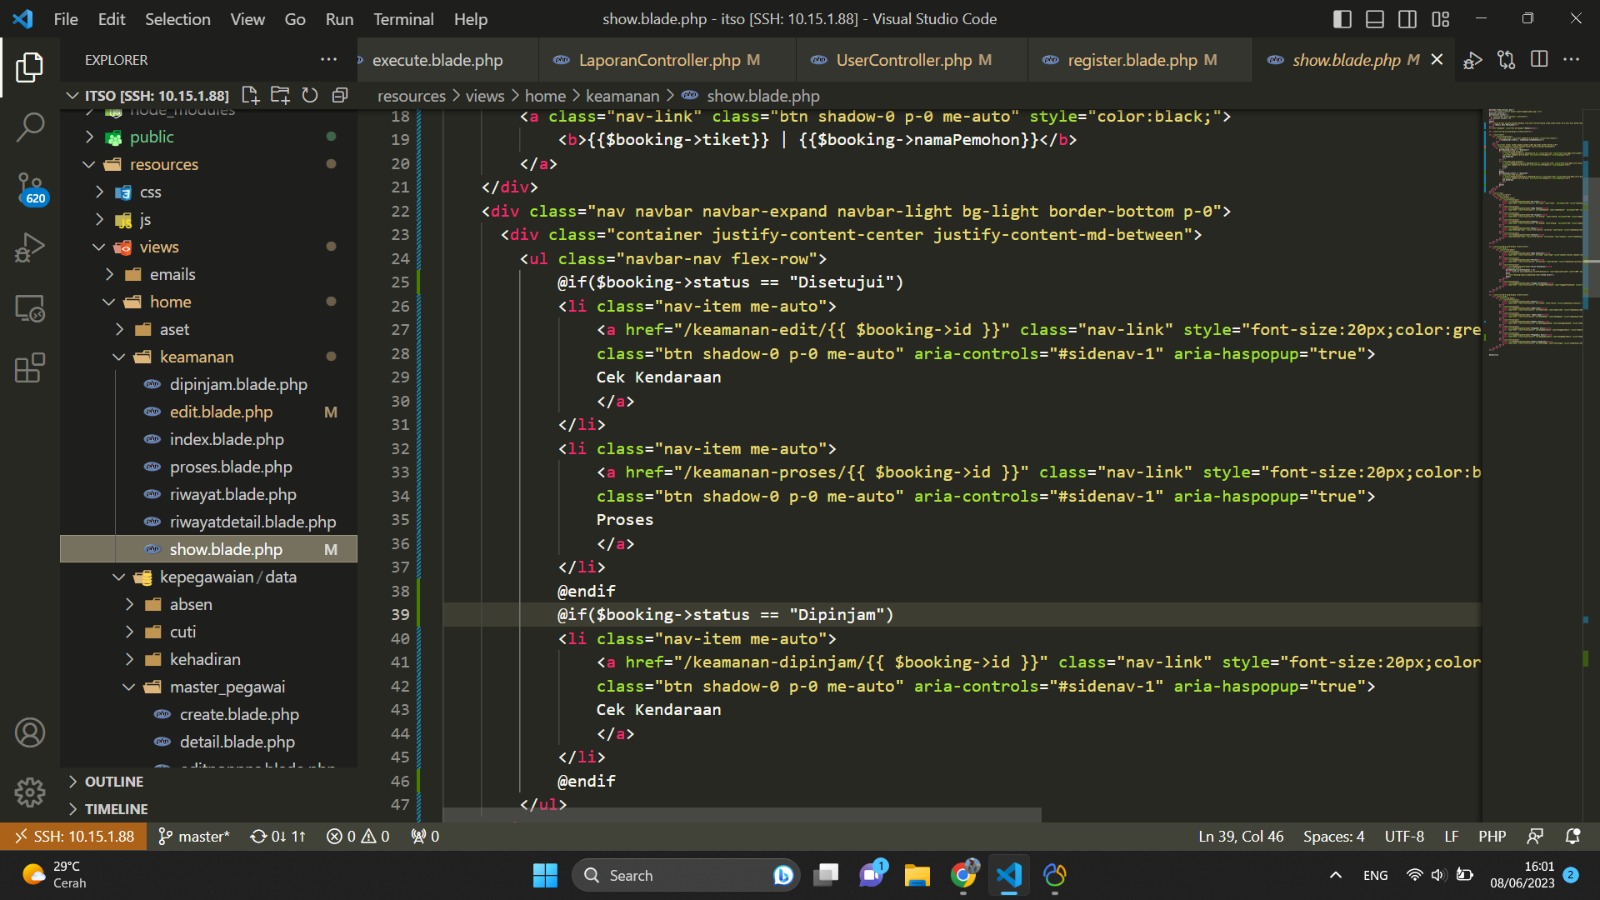 File Edit Selection View Go Run Terminal Help
show.blade.php - itso [SSH: 10.15.1.88] - Visual Studio Code
EXPLORER
execute.blade.php
LaporanController.php M
UserController.php M
register.blade.php M
show.blade.php M
ITSO [SSH: 10.15.1.88]
resources > views > home > keamanan > show.blade.php
node_modules
public
resources
css
js
views
emails
home
aset
keamanan
dipinjam.blade.php
edit.blade.php M
index.blade.php
proses.blade.php
riwayat.blade.php
riwayatdetail.blade.php
show.blade.php M
kepegawaian / data
absen
cuti
kehadiran
master_pegawai
create.blade.php
detail.blade.php
OUTLINE
TIMELINE
620
18 <a class="nav-link" class="btn shadow-0 p-0 me-auto" style="color:black;">
19 <b>{{$booking->tiket}} | {{$booking->namaPemohon}}</b>
20 </a>
21 </div>
22 <div class="nav navbar navbar-expand navbar-light bg-light border-bottom p-0">
23 <div class="container justify-content-center justify-content-md-between">
24 <ul class="navbar-nav flex-row">
25 @if($booking->status == "Disetujui")
26 <li class="nav-item me-auto">
27 <a href="/keamanan-edit/{{ $booking->id }}" class="nav-link" style="font-size:20px;color:gre
28 class="btn shadow-0 p-0 me-auto" aria-controls="#sidenav-1" aria-haspopup="true">
29 Cek Kendaraan
30 </a>
31 </li>
32 <li class="nav-item me-auto">
33 <a href="/keamanan-proses/{{ $booking->id }}" class="nav-link" style="font-size:20px;color:b
34 class="btn shadow-0 p-0 me-auto" aria-controls="#sidenav-1" aria-haspopup="true">
35 Proses
36 </a>
37 </li>
38 @endif
39 @if($booking->status == "Dipinjam")
40 <li class="nav-item me-auto">
41 <a href="/keamanan-dipinjam/{{ $booking->id }}" class="nav-link" style="font-size:20px;color
42 class="btn shadow-0 p-0 me-auto" aria-controls="#sidenav-1" aria-haspopup="true">
43 Cek Kendaraan
44 </a>
45 </li>
46 @endif
47 </ul>
SSH: 10.15.1.88 master* 0↓ 1↑ 0 0 0
Ln 39, Col 46 Spaces: 4 UTF-8 LF PHP
29°C
Cerah
Search
1
ENG
16:01
08/06/2023
2